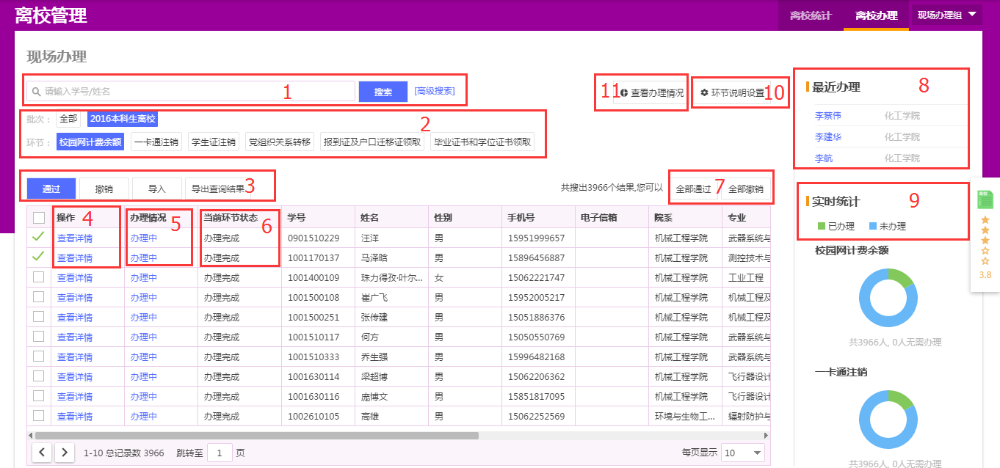 离校管理
离校统计 离校办理 现场办理组
现场办理
请输入学号/姓名 1 搜索 [高级搜索]
11 查看办理情况 环节说明设置 10
批次： 全部 2016本科生离校 2
环节： 校园网计费余额 一卡通注销 学生证注销 党组织关系转移 报到证及户口迁移证领取 毕业证书和学位证书领取
通过 撤销 导入 导出查询结果 3
共搜出3966个结果,您可以 全部通过 7 全部撤销
操作 4 办理情况 5 当前环节状态 6 学号 姓名 性别 手机号 电子信箱 院系 专业
查看详情 办理中 办理完成 0901510229 汪洋 男 15951999657 机械工程学院 武器系统与
查看详情 办理中 办理完成 1001170137 马泽晗 男 15896456887 机械工程学院 测控技术与
查看详情 办理中 办理完成 1001400109 珠力得孜·叶尔... 女 15062221747 机械工程学院 工业工程
查看详情 办理中 办理完成 1001500108 崔广飞 男 15952005217 机械工程学院 机械工程及
查看详情 办理中 办理完成 1001500251 张传建 男 15051886376 机械工程学院 机械工程及
查看详情 办理中 办理完成 1001510117 何方 男 15050550769 机械工程学院 武器系统与
查看详情 办理中 办理完成 1001510333 乔生强 男 15996482168 机械工程学院 武器系统与
查看详情 办理中 办理完成 1001630114 梁超博 男 15062206362 机械工程学院 飞行器设计
查看详情 办理中 办理完成 1001630116 庞博文 男 15851817095 机械工程学院 飞行器设计
查看详情 办理中 办理完成 1002610105 高雄 男 15062252569 环境与生物工... 辐射防护与
1-10 总记录数 3966 跳转至 1 页 每页显示 10
最近办理 8
李蔡伟 化工学院
李建华 化工学院
李航 化工学院
实时统计 9
已办理 未办理
校园网计费余额
共3966人, 0人无需办理
一卡通注销
共3966人, 0人无需办理
3.8